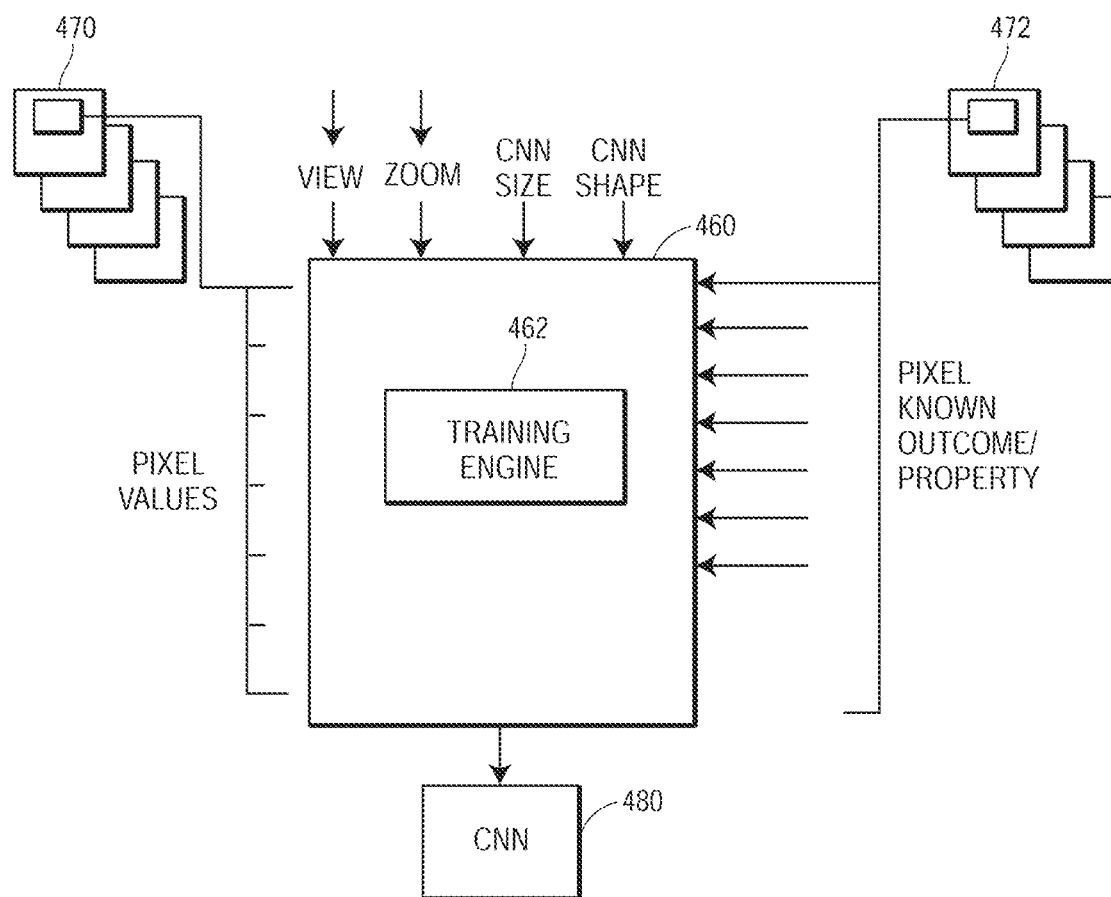 470
472
VIEW
ZOOM
CNN
SIZE
CNN
SHAPE
460
462
TRAINING
ENGINE
PIXEL
VALUES
PIXEL
KNOWN
OUTCOME/
PROPERTY
CNN
480